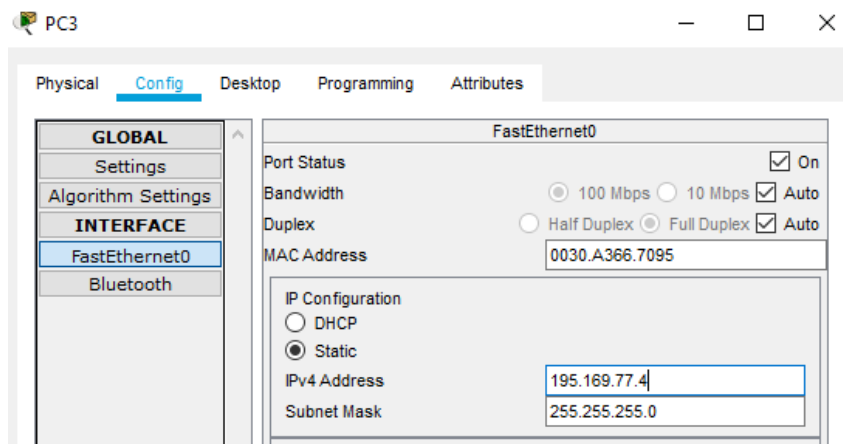 PC3
Physical Config Desktop Programming Attributes
GLOBAL
Settings
Algorithm Settings
INTERFACE
FastEthernet0
Bluetooth
FastEthernet0
Port Status On
Bandwidth 100 Mbps 10 Mbps Auto
Duplex Half Duplex Full Duplex Auto
MAC Address 0030.A366.7095
IP Configuration
DHCP
Static
IPv4 Address 195.169.77.4
Subnet Mask 255.255.255.0